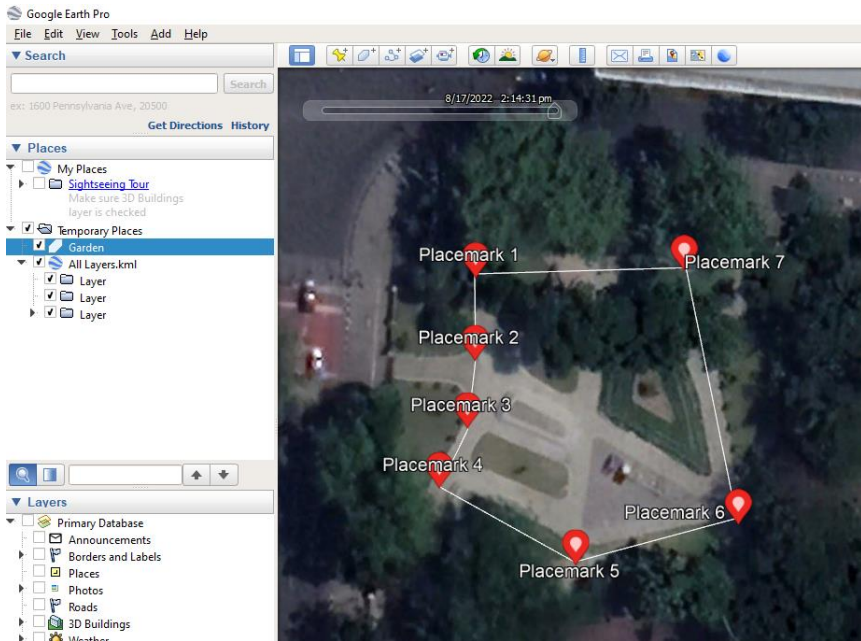 Google Earth Pro
File Edit View Tools Add Help
Search
Search
ex: 1600 Pennsylvania Ave, 20500
Get Directions History
Places
My Places
Sightseeing Tour
Make sure 3D Buildings
layer is checked
Temporary Places
Garden
All Layers.kml
Layer
Layer
Layer
Layers
Primary Database
Announcements
Borders and Labels
Places
Photos
Roads
3D Buildings
Weather
8/17/2022 2:14:31 pm
Placemark 1
Placemark 7
Placemark 2
Placemark 3
Placemark 4
Placemark 6
Placemark 5